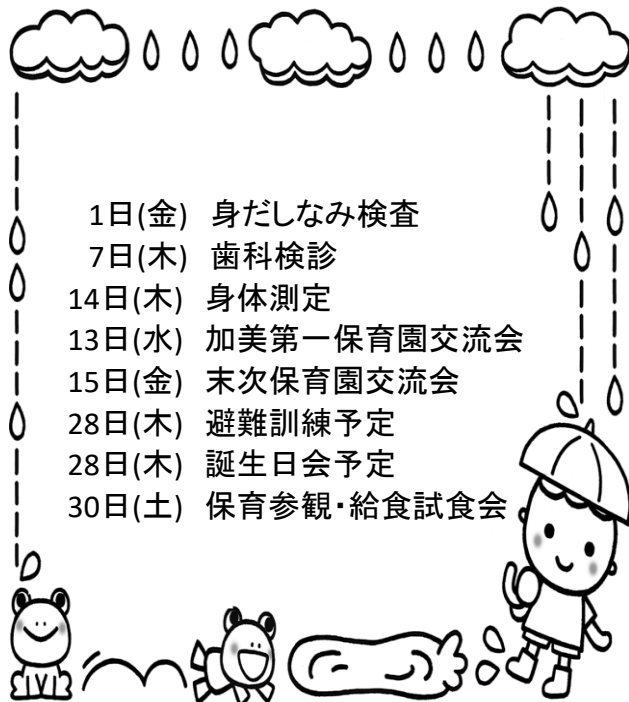 1日(金) 身だしなみ検査
7日(木) 歯科検診
14日(木) 身体測定
13日(水) 加美第一保育園交流会
15日(金) 末次保育園交流会
28日(木) 避難訓練予定
28日(木) 誕生日会予定
30日(土) 保育参観・給食試食会